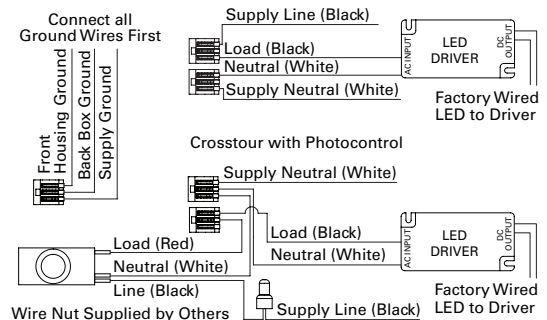 Connect all
Ground Wires First
Front
Housing Ground
Back Box Ground
Supply Ground
Supply Line (Black)
Load (Black)
Neutral (White)
Supply Neutral (White)
AC INPUT
LED
DRIVER
DC
OUTPUT
Factory Wired
LED to Driver
Crosstour with Photocontrol
Supply Neutral (White)
Load (Black)
Neutral (White)
AC INPUT
LED
DRIVER
DC
OUTPUT
Factory Wired
LED to Driver
Load (Red)
Neutral (White)
Line (Black)
Wire Nut Supplied by Others
Supply Line (Black)